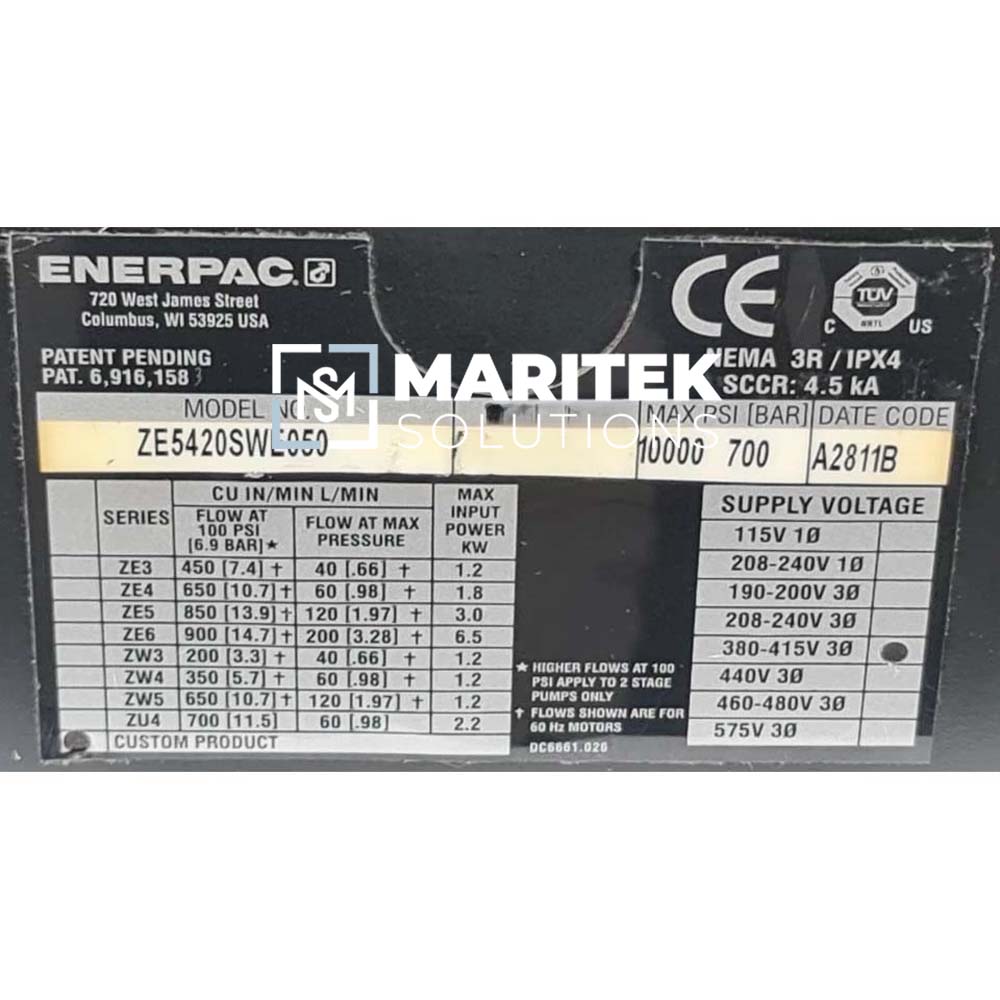 ENERPAC.
720 West James Street
Columbus, WI 53925 USA
PATENT PENDING
PAT. 6,916,158
CE
TÜV
NRTL
C US
NEMA 3R / IPX4
SCCR: 4.5 kA
SM MARITEK
SOLUTIONS
MODEL NO. MAX PSI [BAR] DATE CODE
10000 700 A2811B
CU IN/MIN L/MIN
SERIES FLOW AT 100 PSI [6.9 BAR]★ FLOW AT MAX PRESSURE MAX INPUT POWER KW
ZE3 450 [7.4] † 40 [.66] † 1.2
ZE4 650 [10.7] † 60 [.98] † 1.8
ZE5 850 [13.9] † 120 [1.97] † 3.0
ZE6 900 [14.7] † 200 [3.28] † 6.5
ZW3 200 [3.3] † 40 [.66] † 1.2
ZW4 350 [5.7] † 60 [.98] † 1.2
ZW5 650 [10.7] † 120 [1.97] † 1.2
ZU4 700 [11.5] 60 [.98] 2.2
CUSTOM PRODUCT
★ HIGHER FLOWS AT 100
PSI APPLY TO 2 STAGE
PUMPS ONLY
† FLOWS SHOWN ARE FOR
60 Hz MOTORS
DC6661.026
SUPPLY VOLTAGE
115V 1Ø
208-240V 1Ø
190-200V 3Ø
208-240V 3Ø
380-415V 3Ø
440V 3Ø
460-480V 3Ø
575V 3Ø